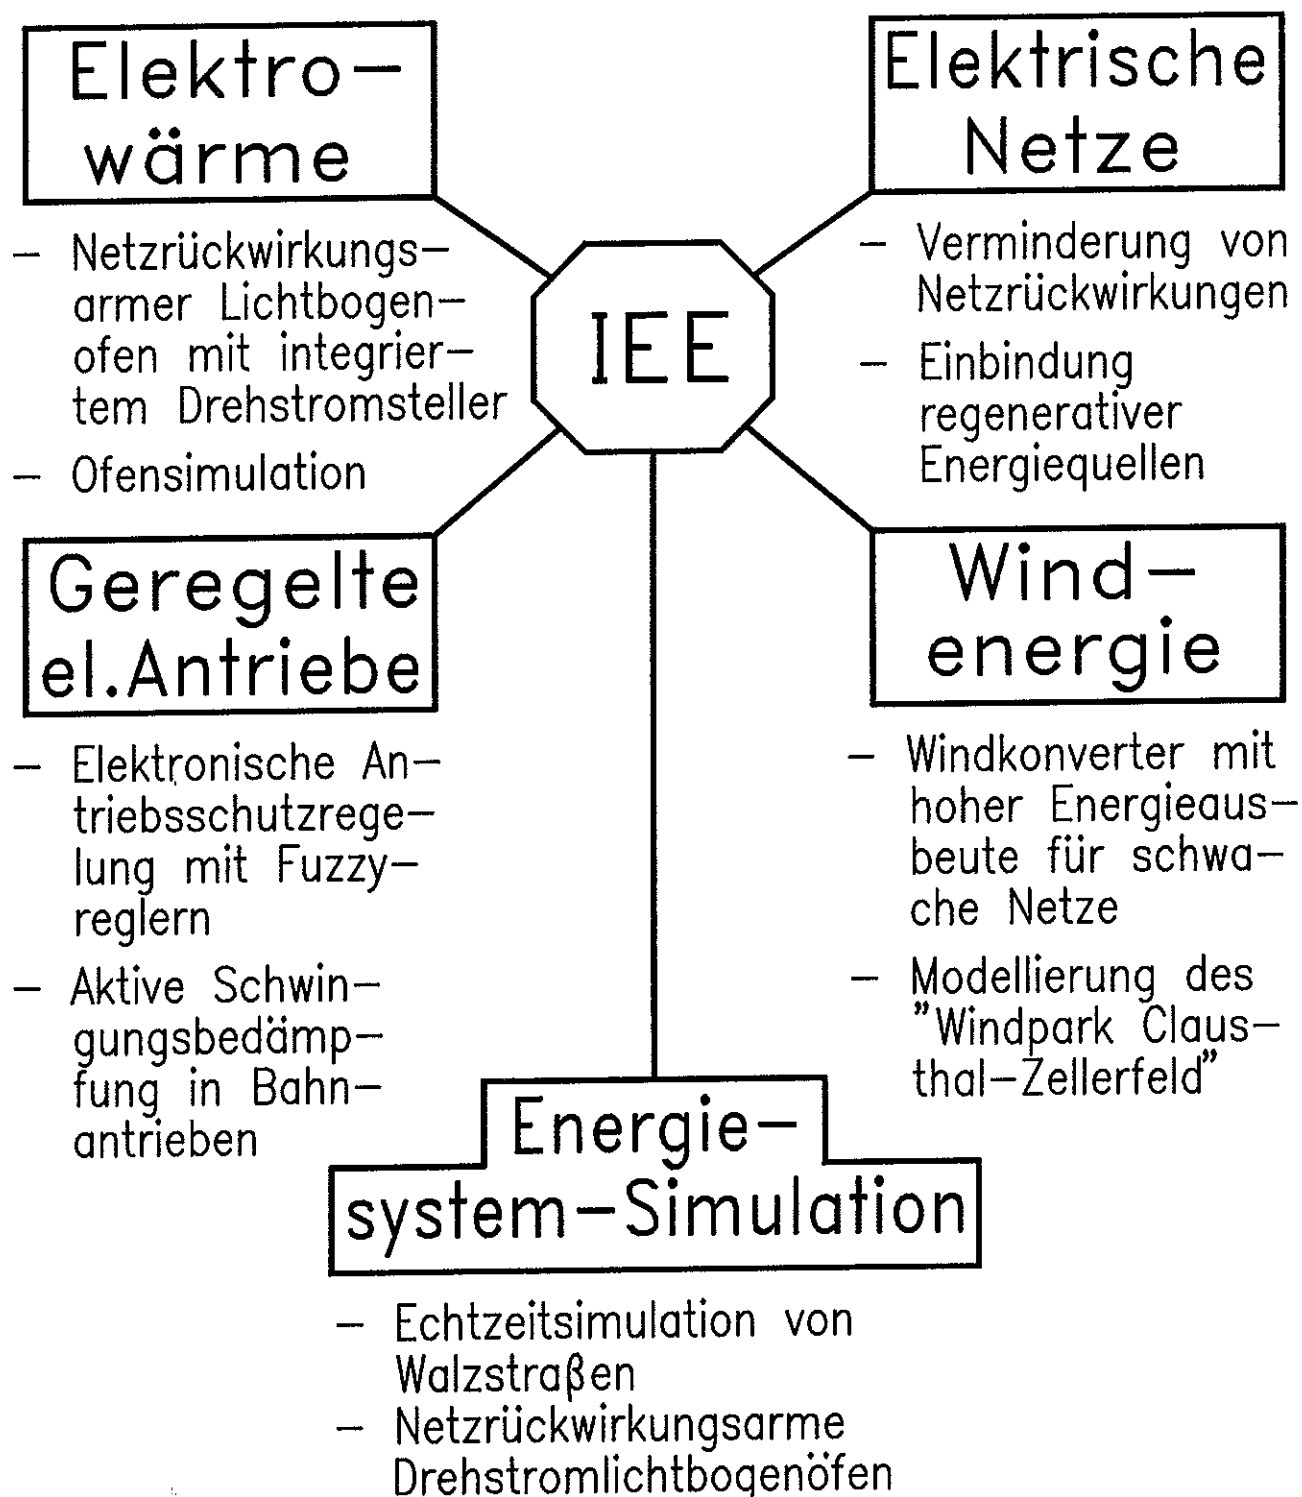 Elektro-
wärme
- Netzrückwirkungs-
armer Lichtbogen-
ofen mit integrier-
tem Drehstromsteller
- Ofensimulation
Elektrische
Netze
- Verminderung von
Netzrückwirkungen
- Einbindung
regenerativer
Energiequellen
IEE
Geregelte
el.Antriebe
- Elektronische An-
triebsschutzrege-
lung mit Fuzzy-
reglern
- Aktive Schwin-
gungsbedämp-
fung in Bahn-
antrieben
Wind-
energie
- Windkonverter mit
hoher Energieaus-
beute für schwa-
che Netze
- Modellierung des
"Windpark Claus-
thal-Zellerfeld"
Energie-
system-Simulation
- Echtzeitsimulation von
Walzstraßen
- Netzrückwirkungsarme
Drehstromlichtbogenöfen